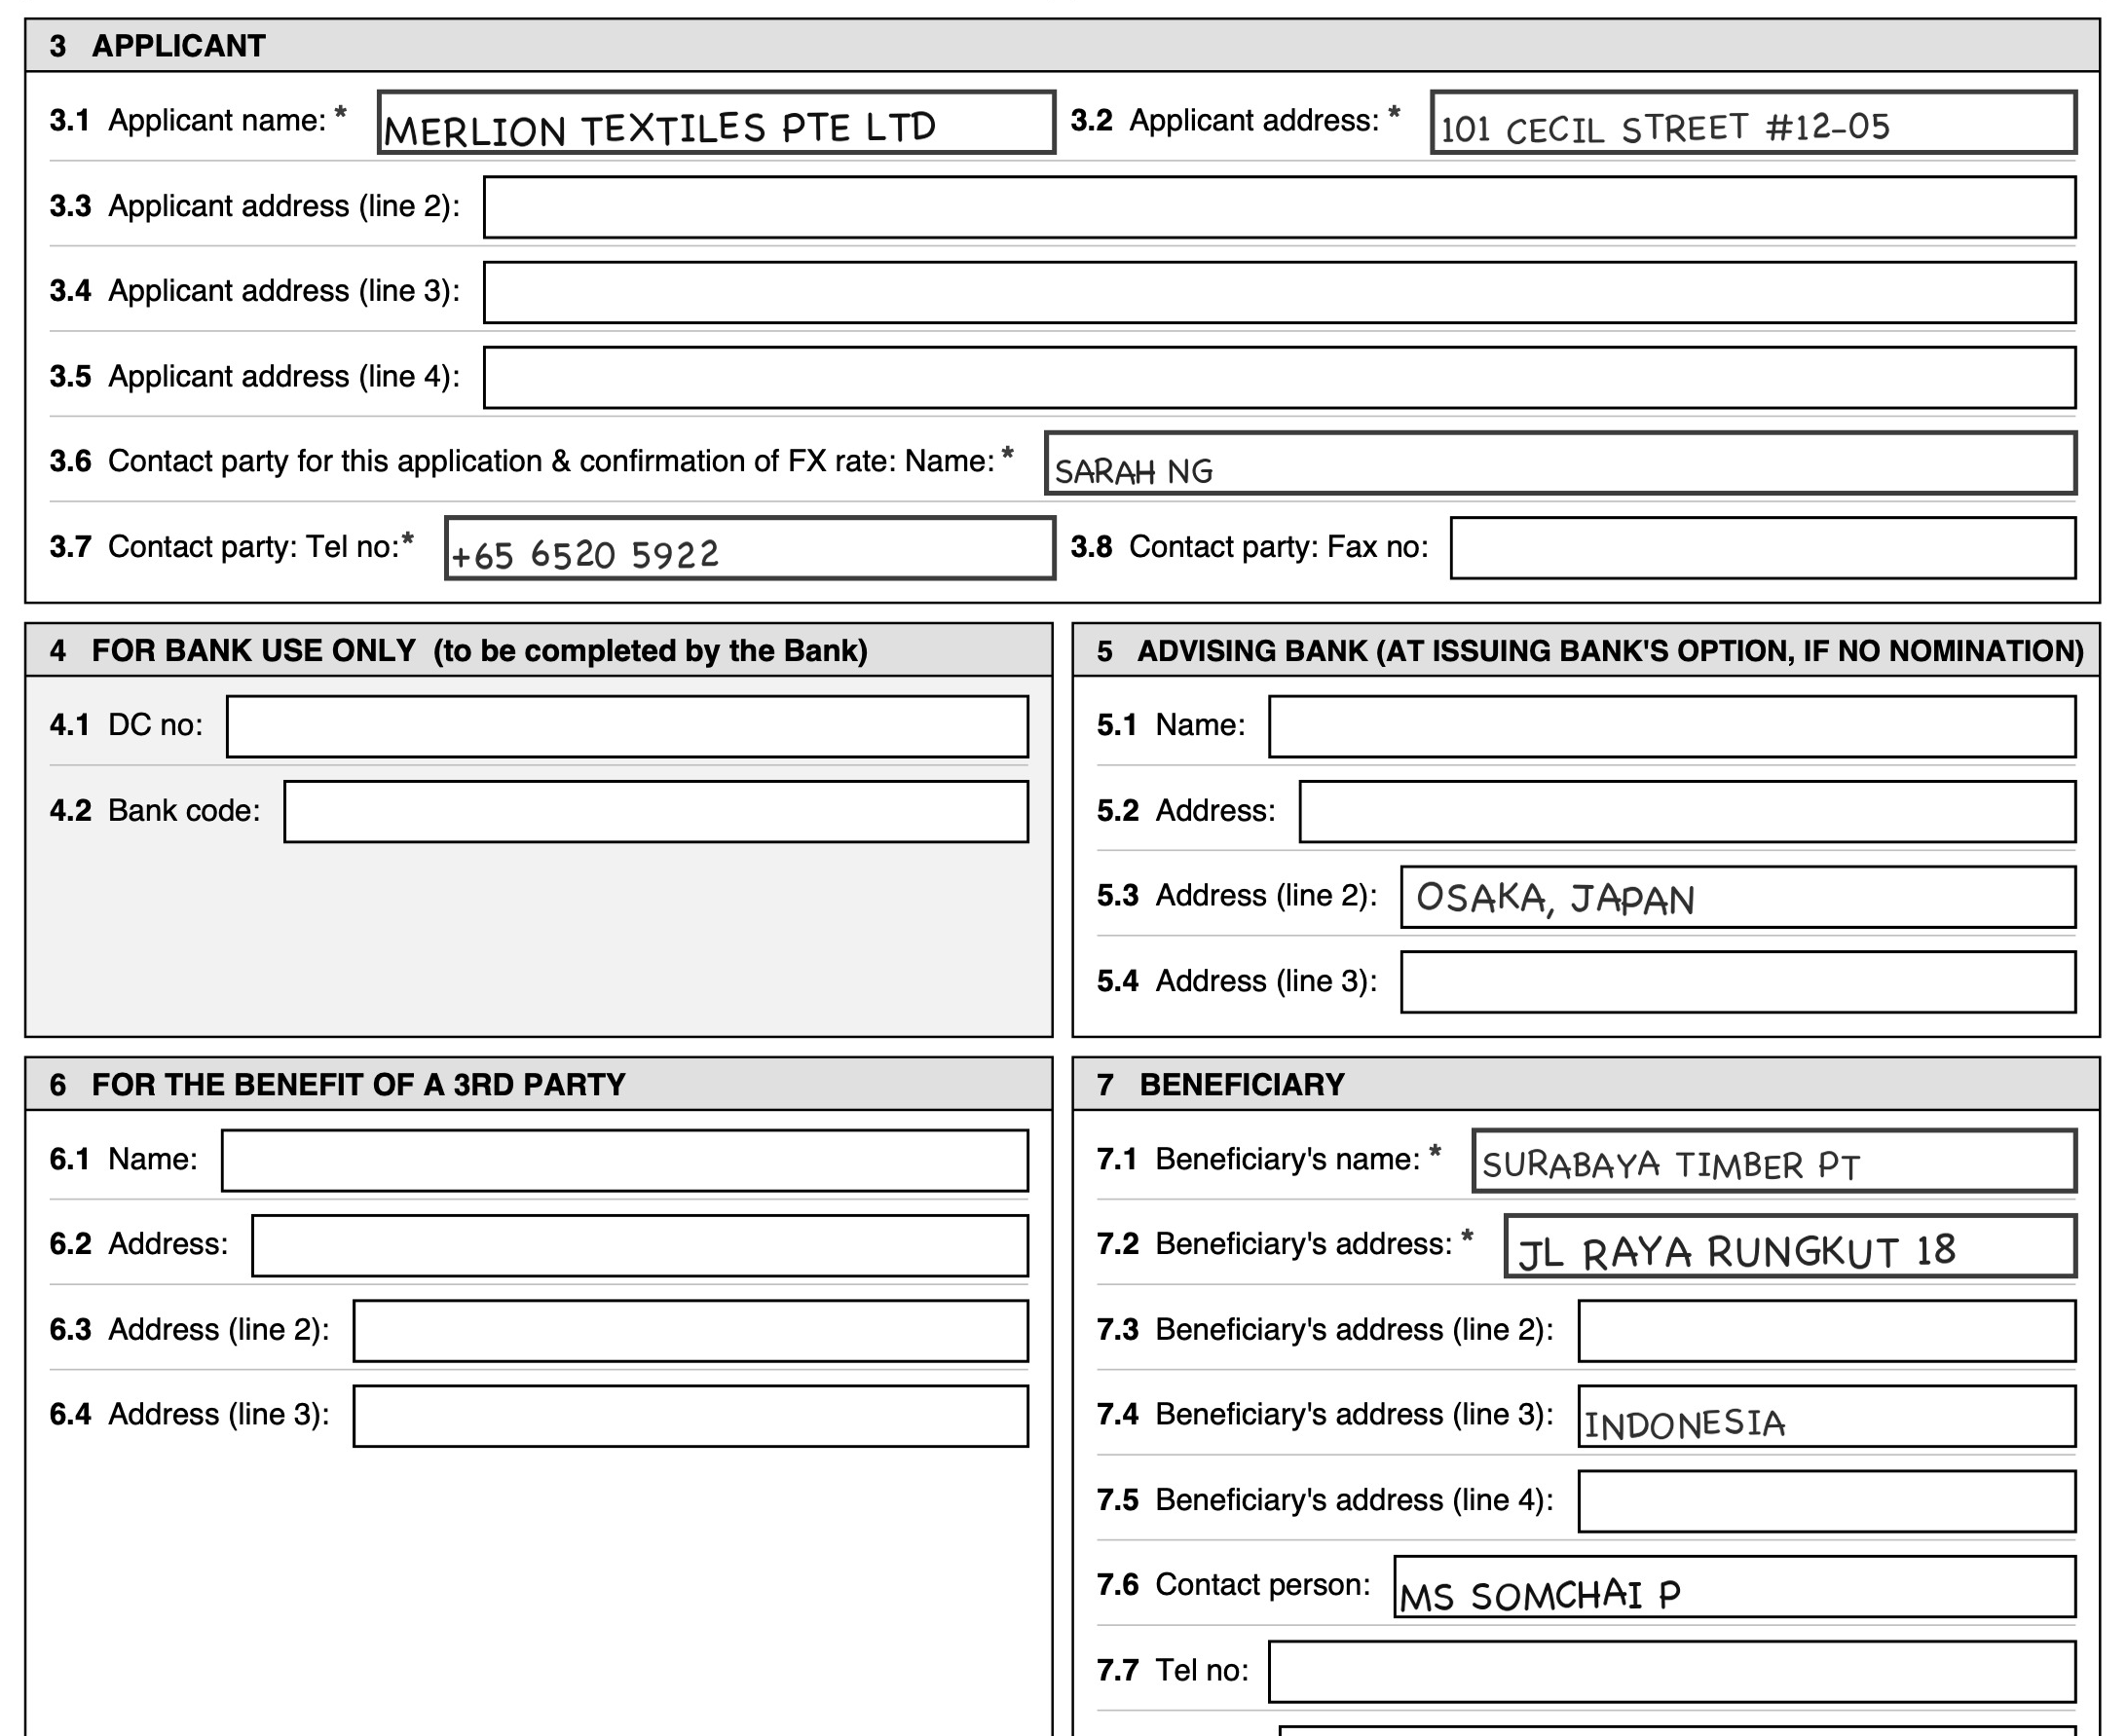 3 APPLICANT
3.1 Applicant name: * MERLION TEXTILES PTE LTD 3.2 Applicant address: * 101 CECIL STREET #12-05
3.3 Applicant address (line 2):
3.4 Applicant address (line 3):
3.5 Applicant address (line 4):
3.6 Contact party for this application & confirmation of FX rate: Name: * SARAH NG
3.7 Contact party: Tel no:* +65 6520 5922 3.8 Contact party: Fax no:
4 FOR BANK USE ONLY (to be completed by the Bank)
4.1 DC no:
4.2 Bank code:
5 ADVISING BANK (AT ISSUING BANK'S OPTION, IF NO NOMINATION)
5.1 Name:
5.2 Address:
5.3 Address (line 2): OSAKA, JAPAN
5.4 Address (line 3):
6 FOR THE BENEFIT OF A 3RD PARTY
6.1 Name:
6.2 Address:
6.3 Address (line 2):
6.4 Address (line 3):
7 BENEFICIARY
7.1 Beneficiary's name: * SURABAYA TIMBER PT
7.2 Beneficiary's address: * JL RAYA RUNGKUT 18
7.3 Beneficiary's address (line 2):
7.4 Beneficiary's address (line 3): INDONESIA
7.5 Beneficiary's address (line 4):
7.6 Contact person: MS SOMCHAI P
7.7 Tel no: